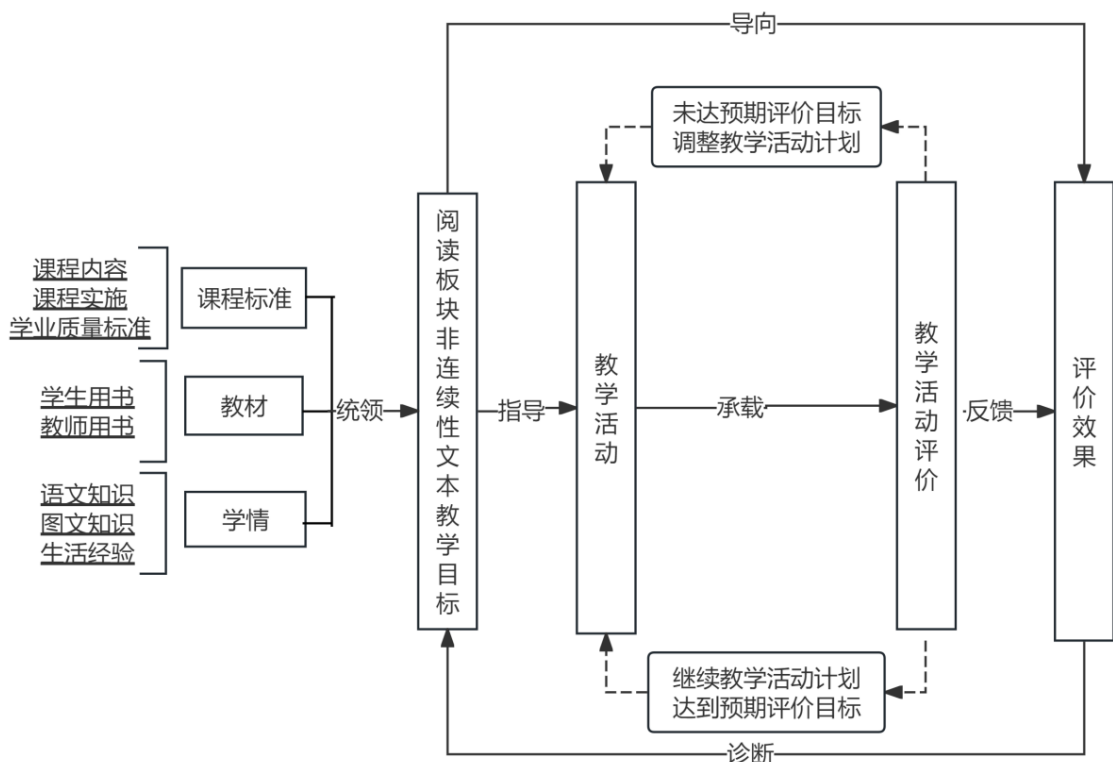 导向
未达预期评价目标
调整教学活动计划
课程内容
课程实施
学业质量标准
课程标准
学生用书
教师用书
教材
语文知识
图文知识
生活经验
学情
统领
阅读板块非连续性文本教学目标
指导
教学活动
承载
教学活动评价
反馈
评价效果
继续教学活动计划
达到预期评价目标
诊断